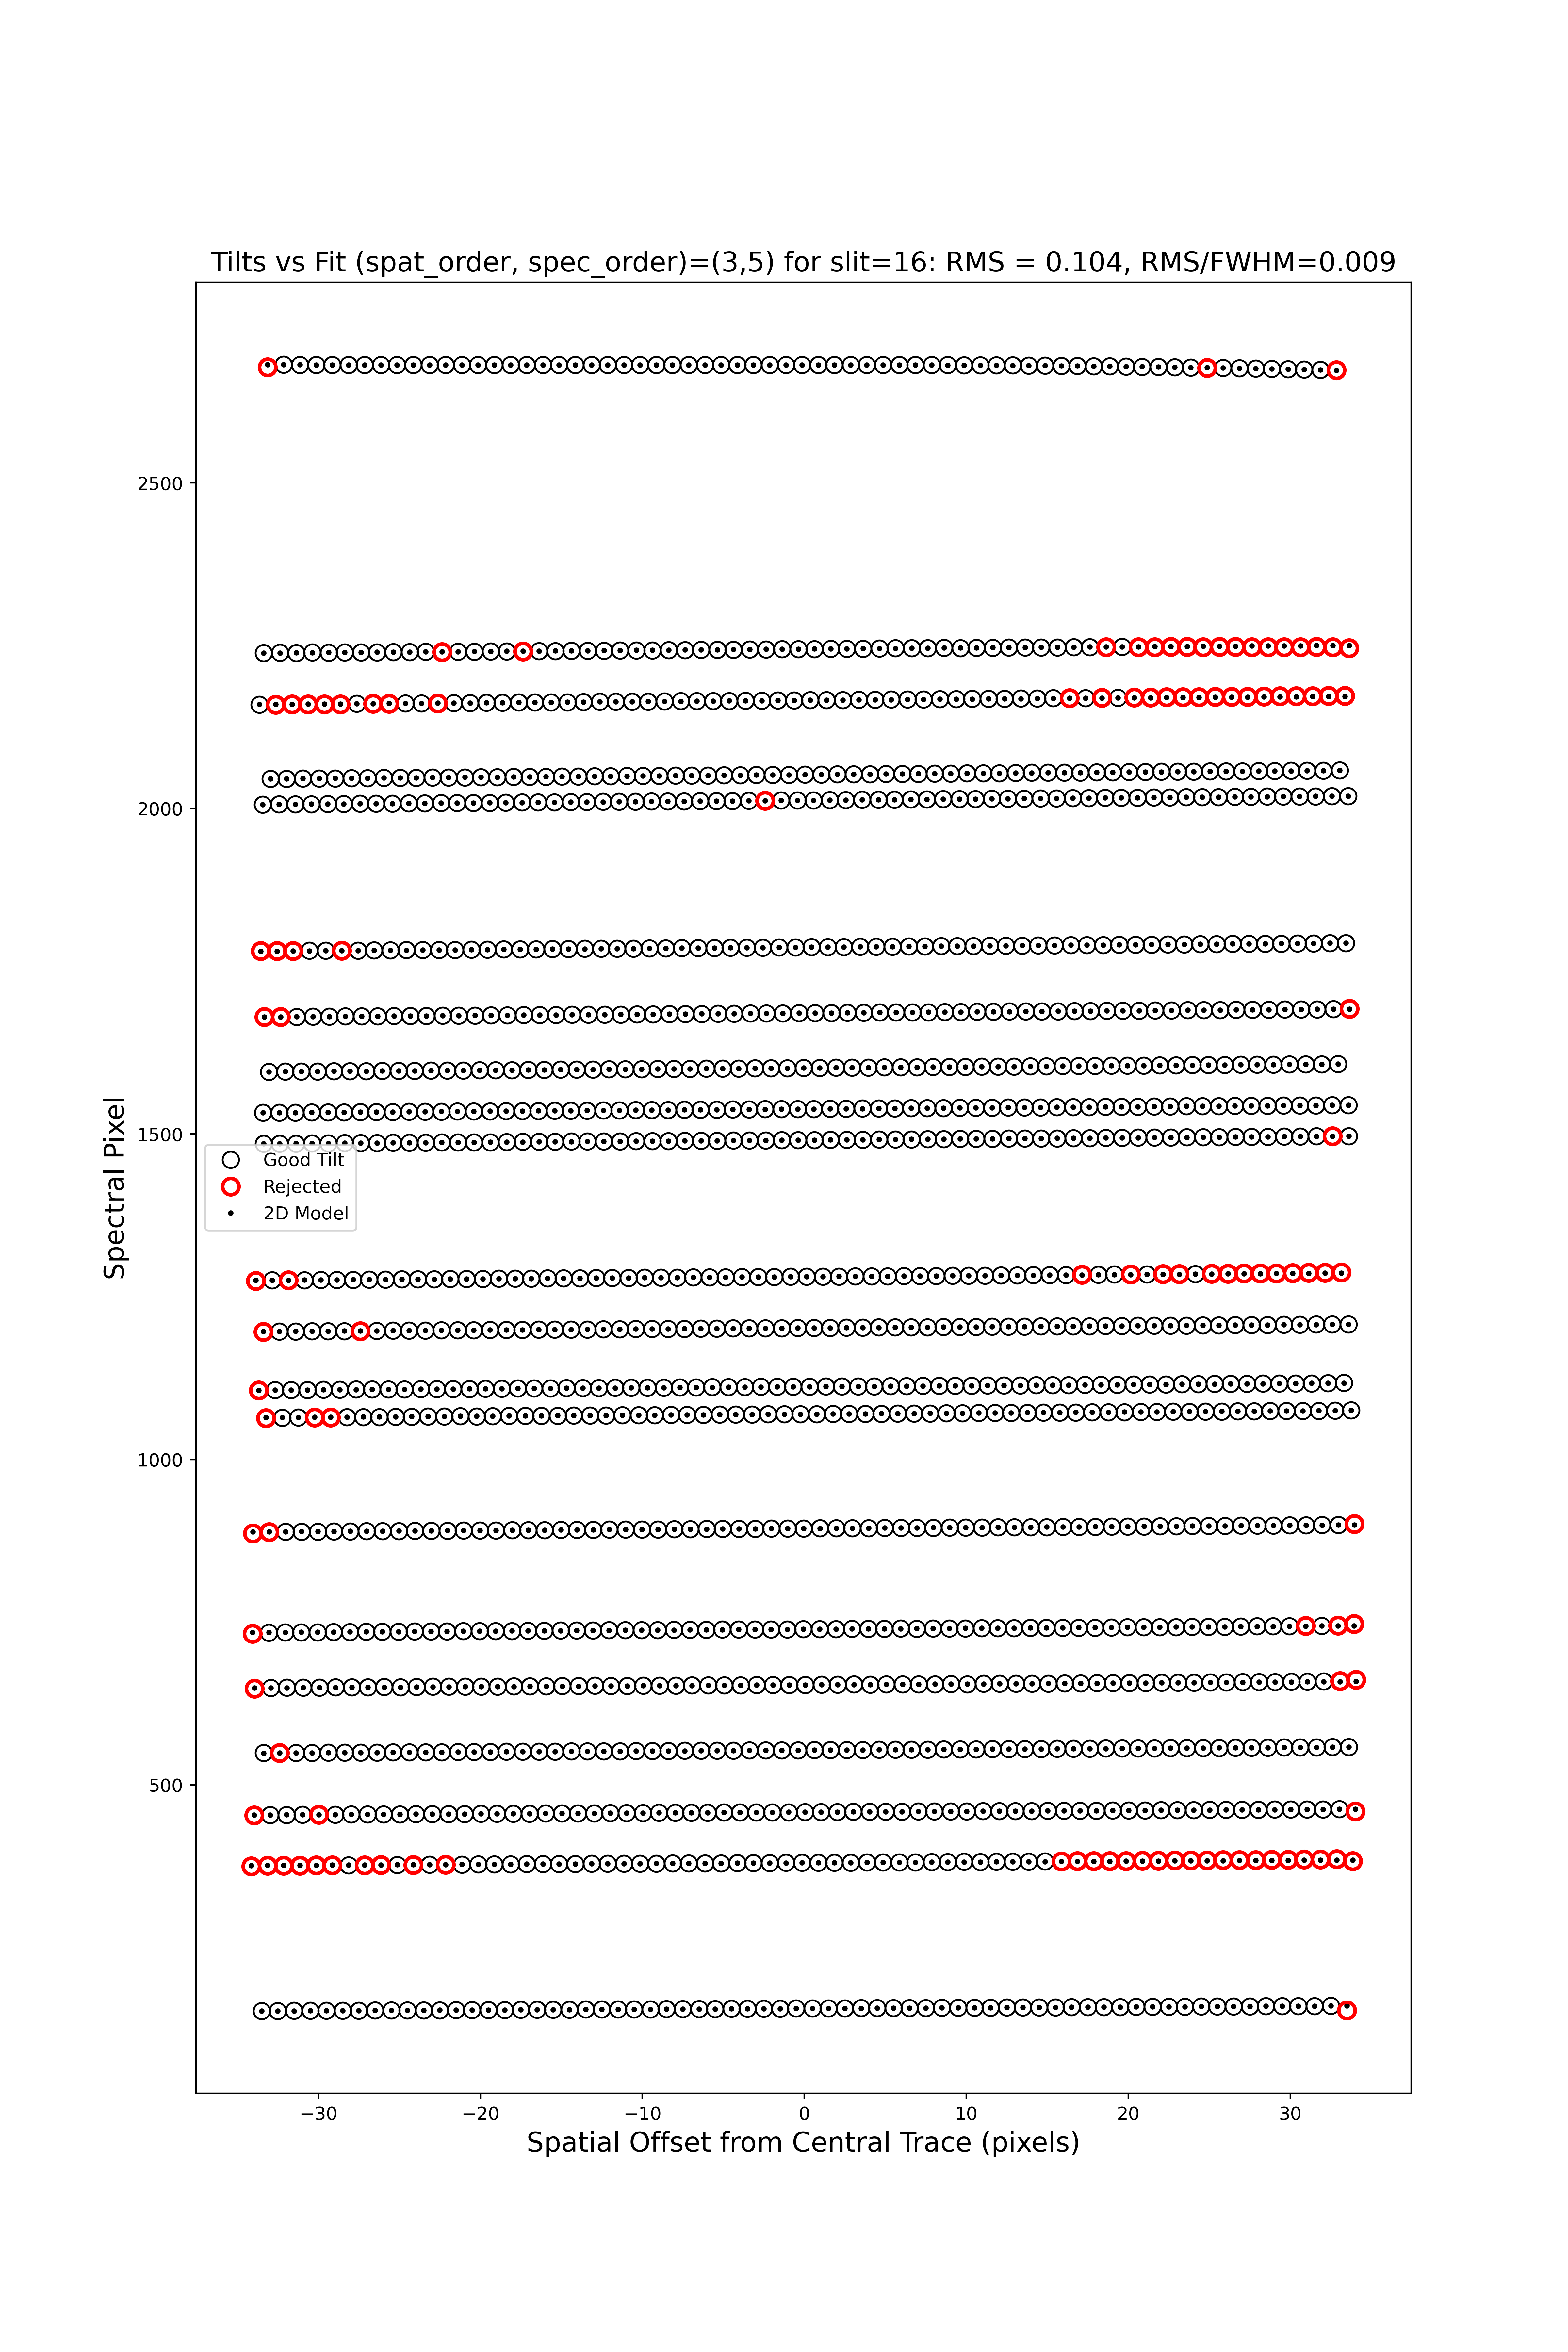 Tilts vs Fit (spat_order, spec_order)=(3,5) for slit=16: RMS = 0.104, RMS/FWHM=0.009
2500
2000
1500
1000
500
Spectral Pixel
Good Tilt
Rejected
2D Model
−30 −20 −10 0 10 20 30
Spatial Offset from Central Trace (pixels)